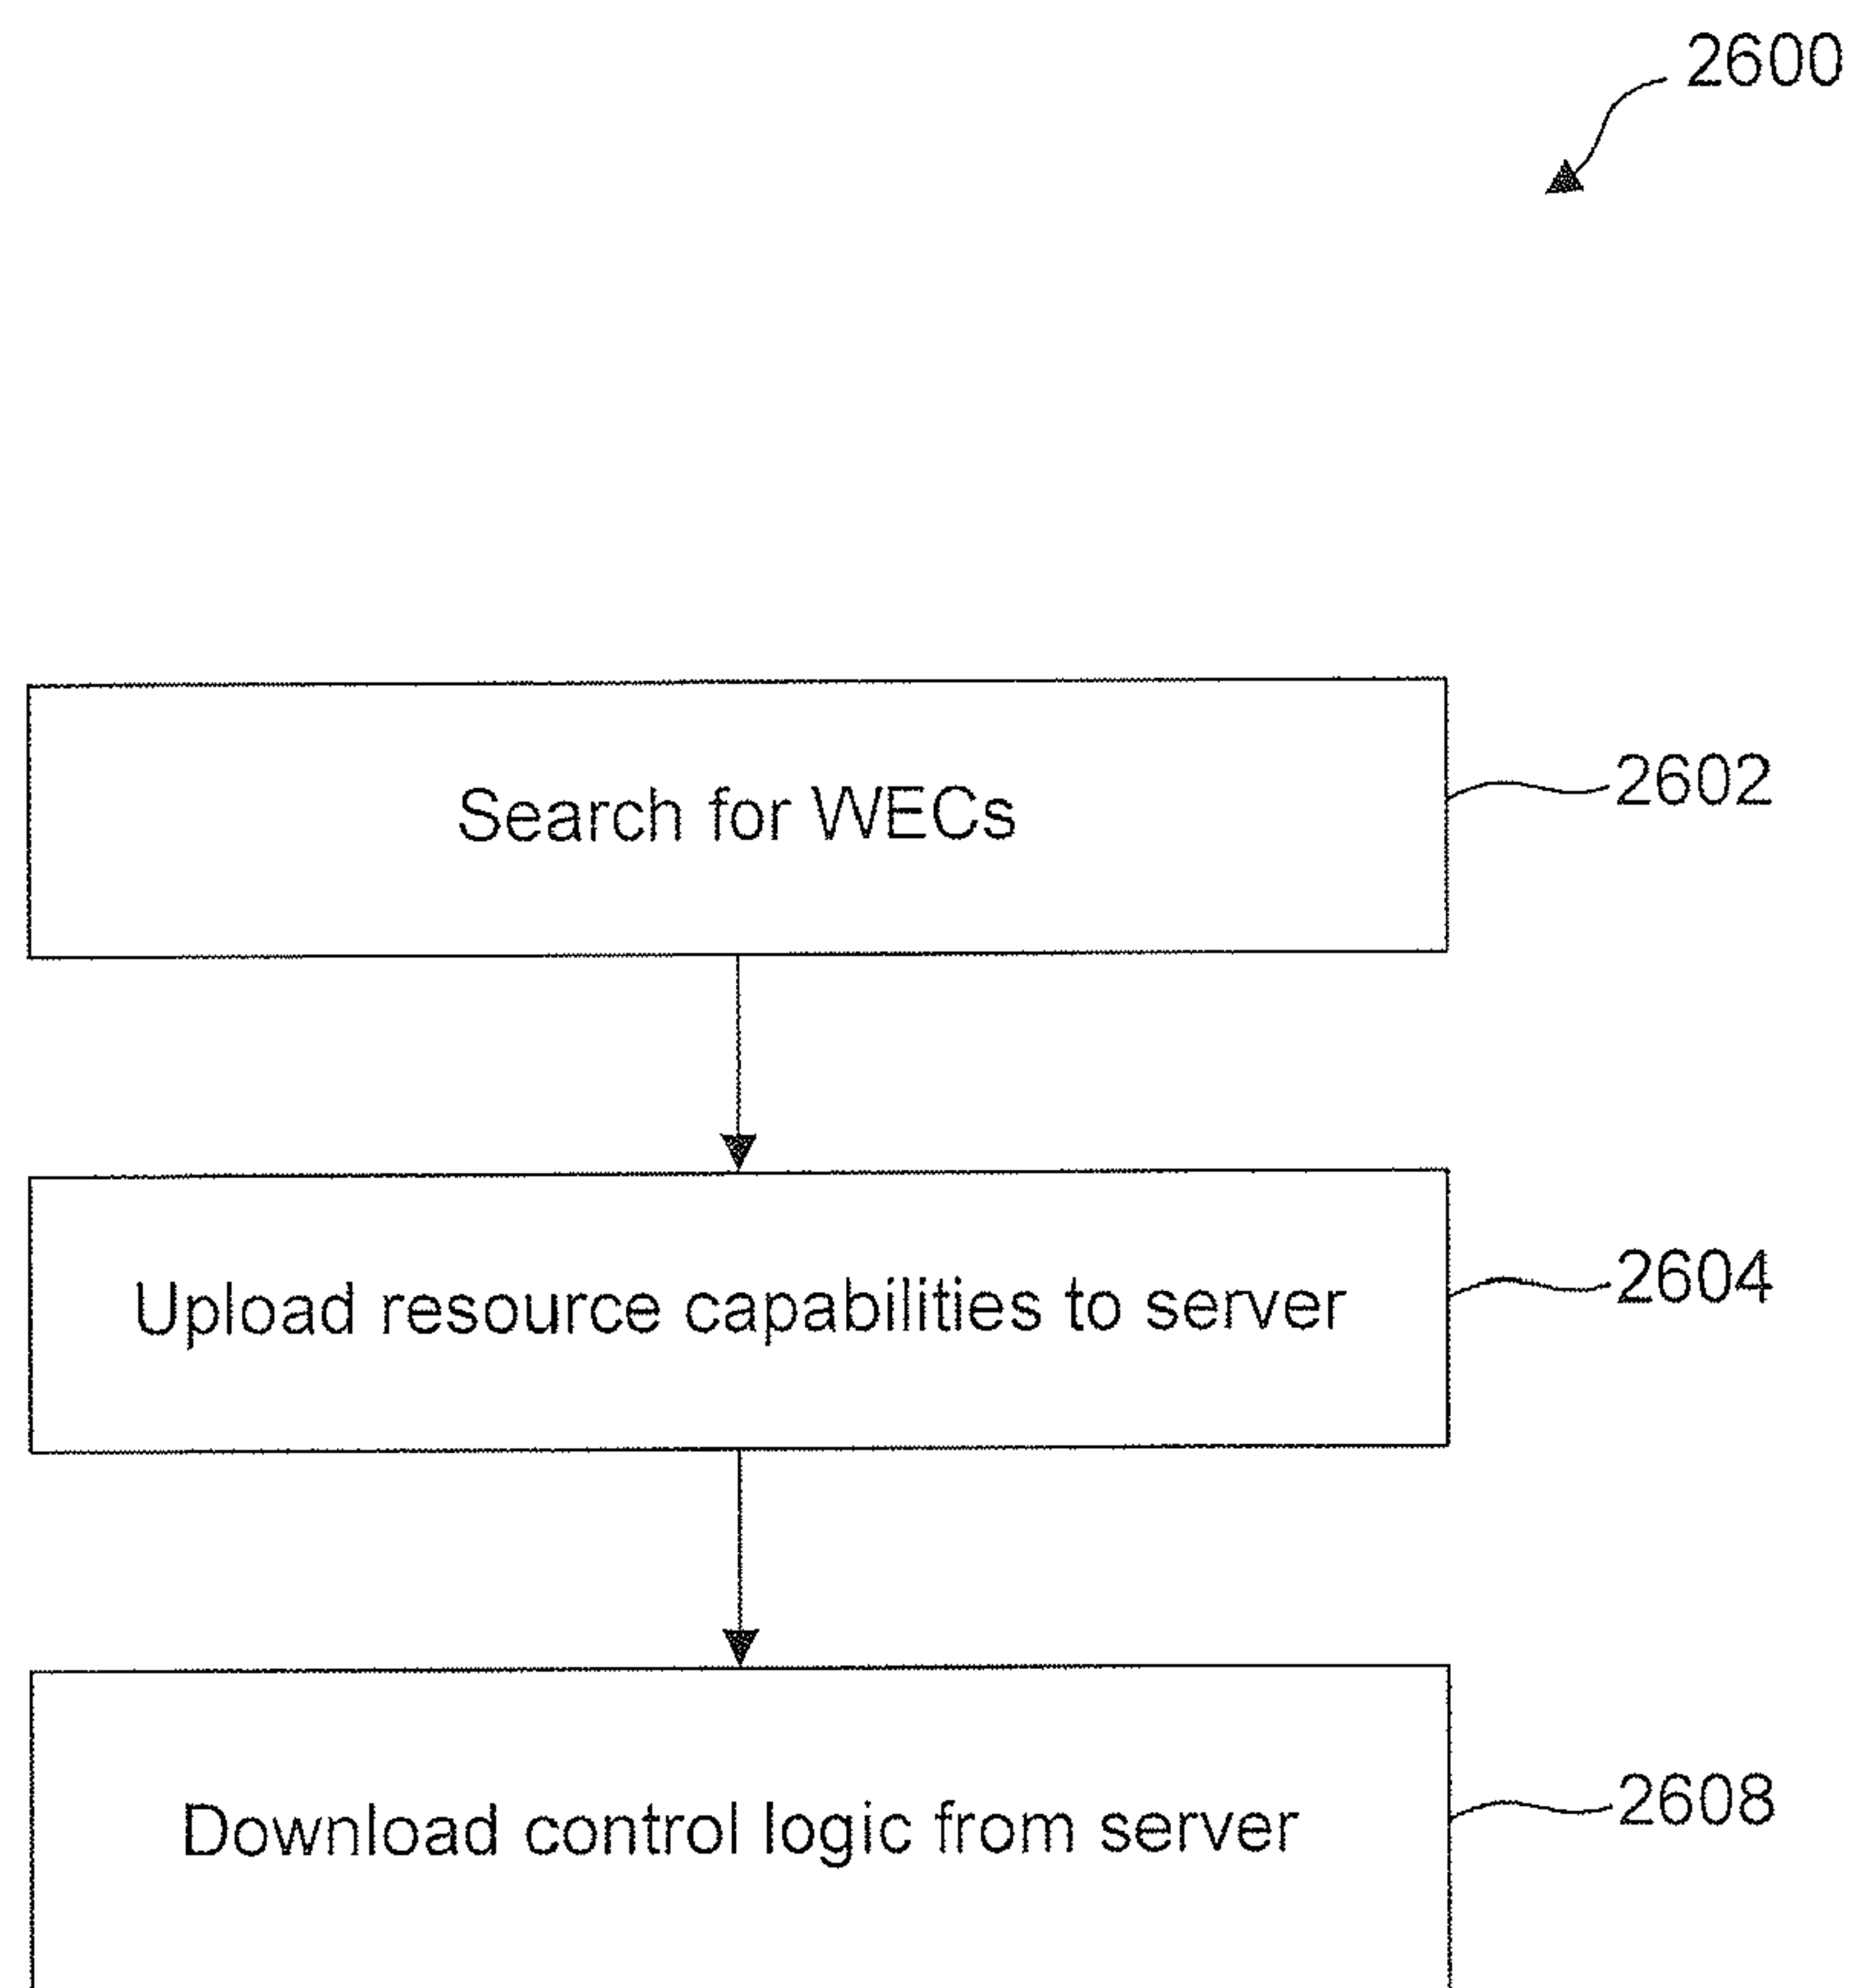 2600
Search for WECs
2602
Upload resource capabilities to server
2604
Download control logic from server
2608